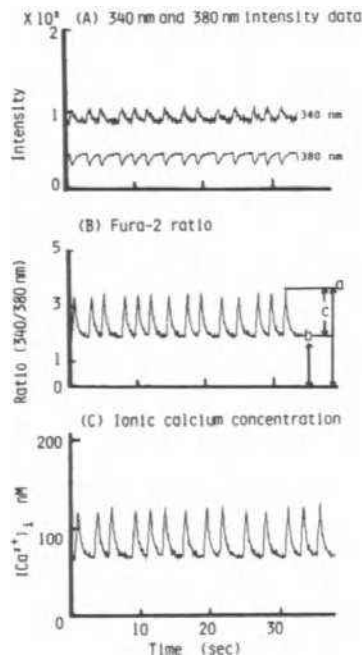 X 10⁸ (A) 340 nm and 380 nm intensity data
2
1
0
Intensity
340 nm
380 nm
(B) Fura-2 ratio
5
3
1
0
Ratio (340/380 nm)
a
b
c
(C) Ionic calcium concentration
200
100
0
[Ca²⁺]i nM
10 20 30
Time (sec)